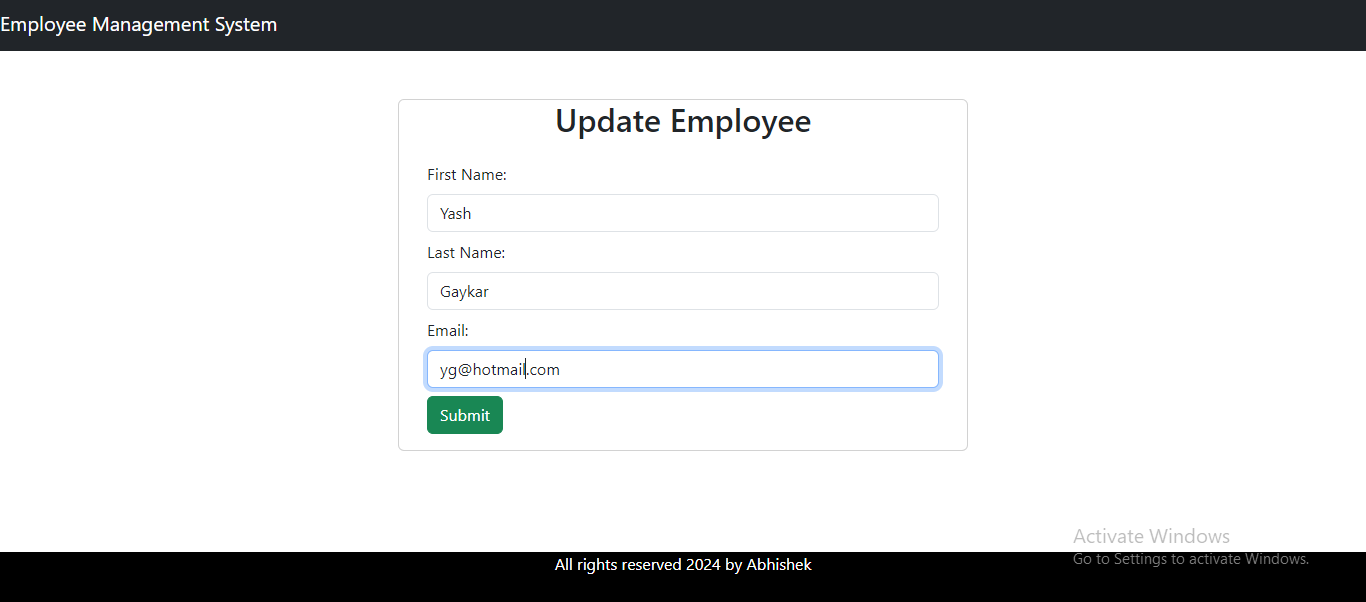 Employee Management System
Update Employee
First Name:
Yash
Last Name:
Gaykar
Email:
yg@hotmail.com
Submit
Activate Windows
Go to Settings to activate Windows.
All rights reserved 2024 by Abhishek